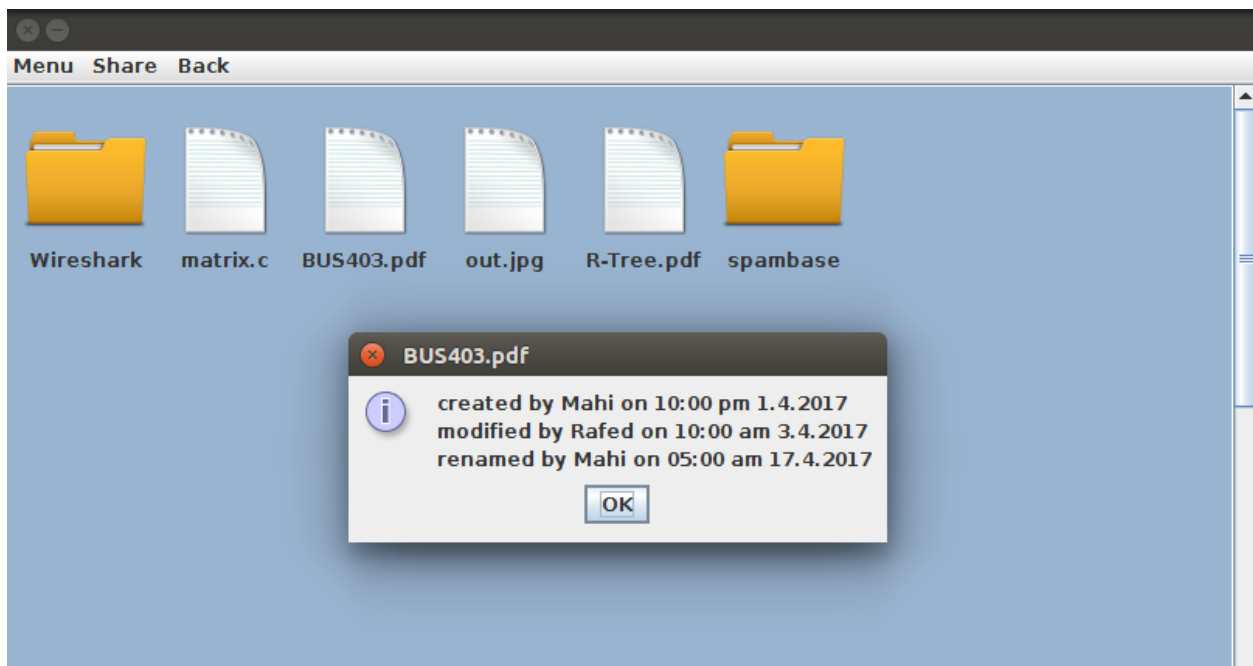 Menu Share Back
Wireshark matrix.c BUS403.pdf out.jpg R-Tree.pdf spambase
BUS403.pdf
created by Mahi on 10:00 pm 1.4.2017
modified by Rafed on 10:00 am 3.4.2017
renamed by Mahi on 05:00 am 17.4.2017
OK